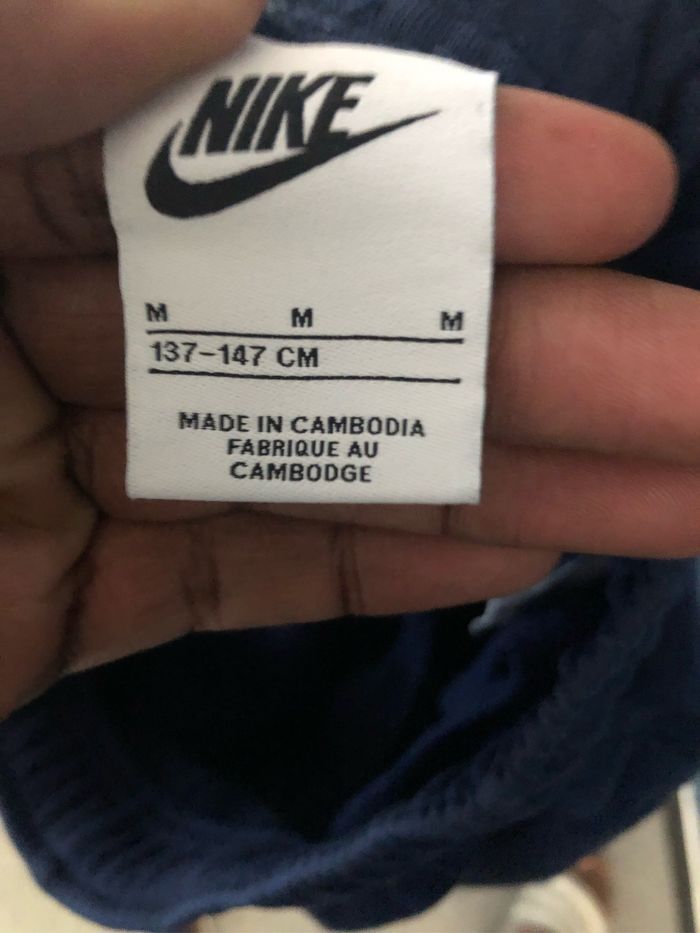 NIKE
M M M
137-147 CM
MADE IN CAMBODIA
FABRIQUE AU
CAMBODGE